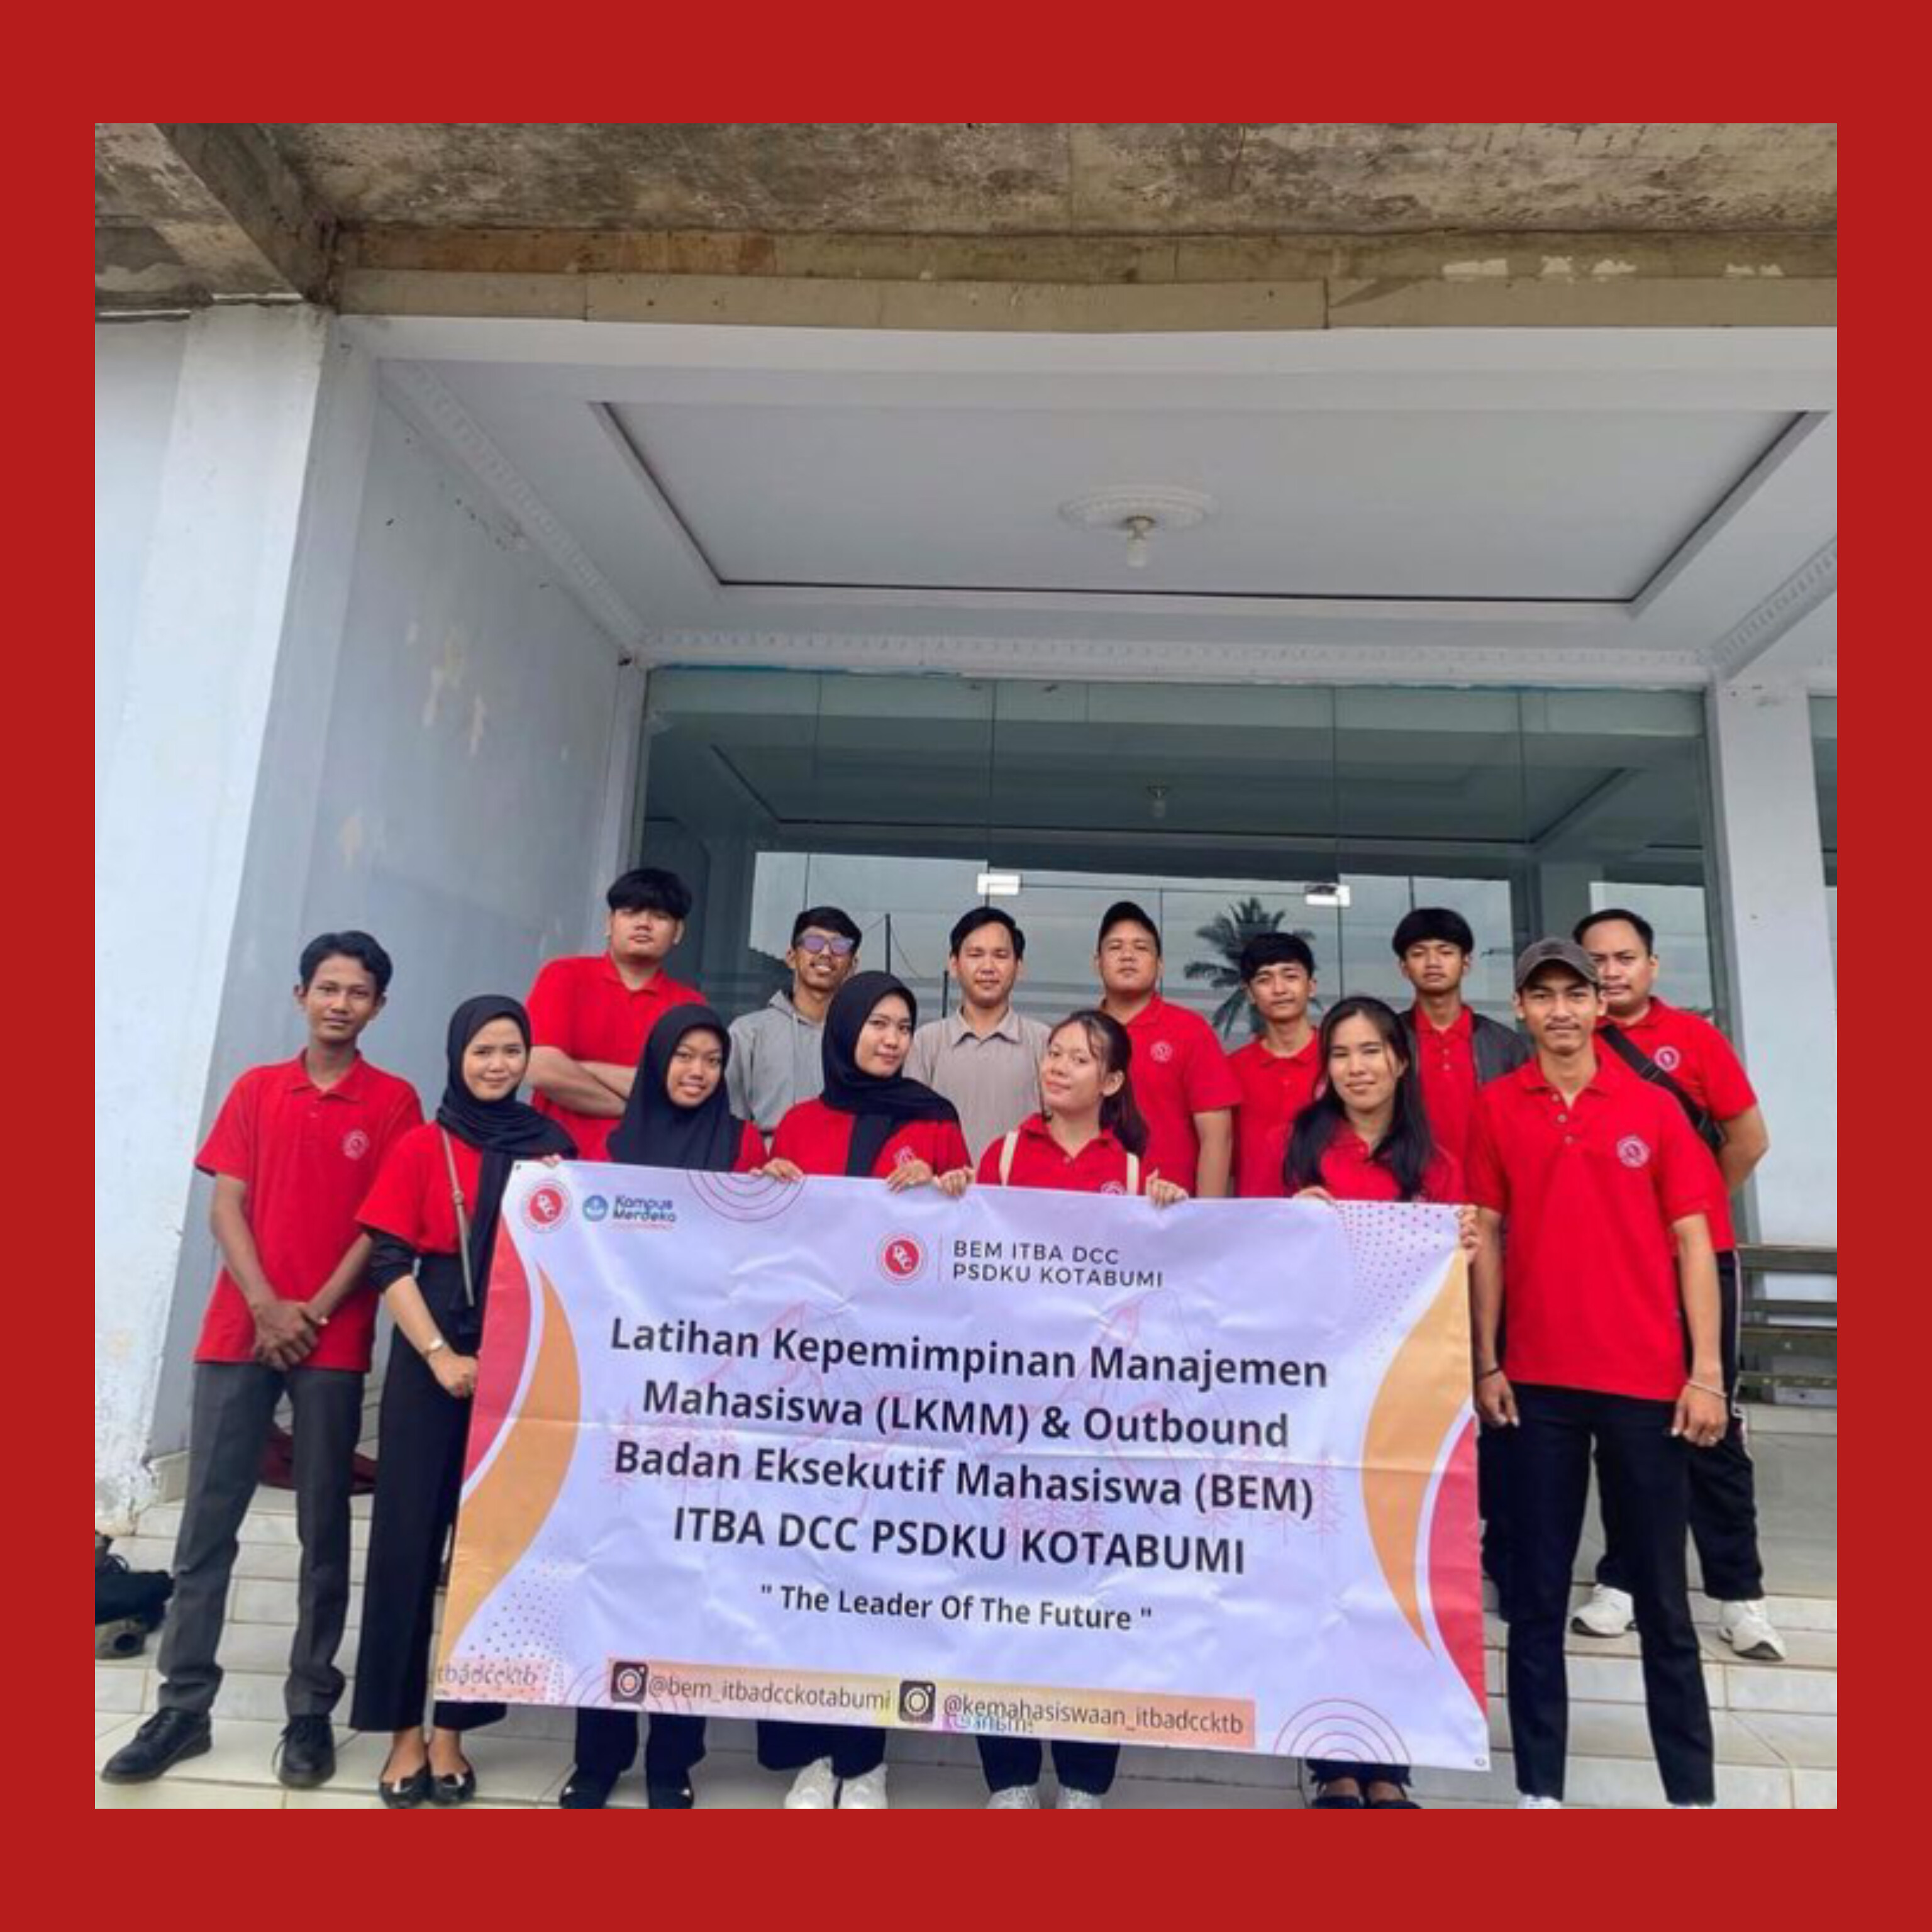 Kampus
Merdeka
BEM ITBA DCC
PSDKU KOTABUMI
Latihan Kepemimpinan Manajemen
Mahasiswa (LKMM) & Outbound
Badan Eksekutif Mahasiswa (BEM)
ITBA DCC PSDKU KOTABUMI
" The Leader Of The Future "
tbadccktb
@bem_itbadcckotabumi @kemahasiswaan_itbadccktb